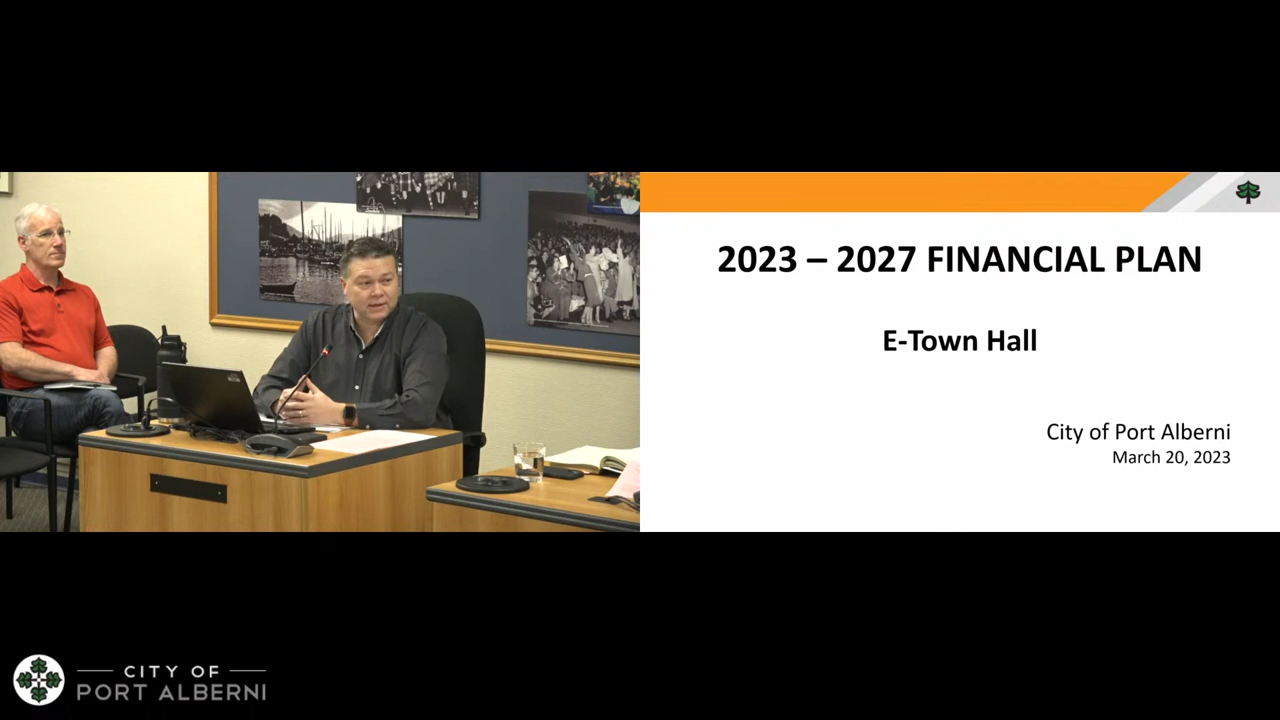 2023 – 2027 FINANCIAL PLAN
E-Town Hall
City of Port Alberni
March 20, 2023
CITY OF
PORT ALBERNI